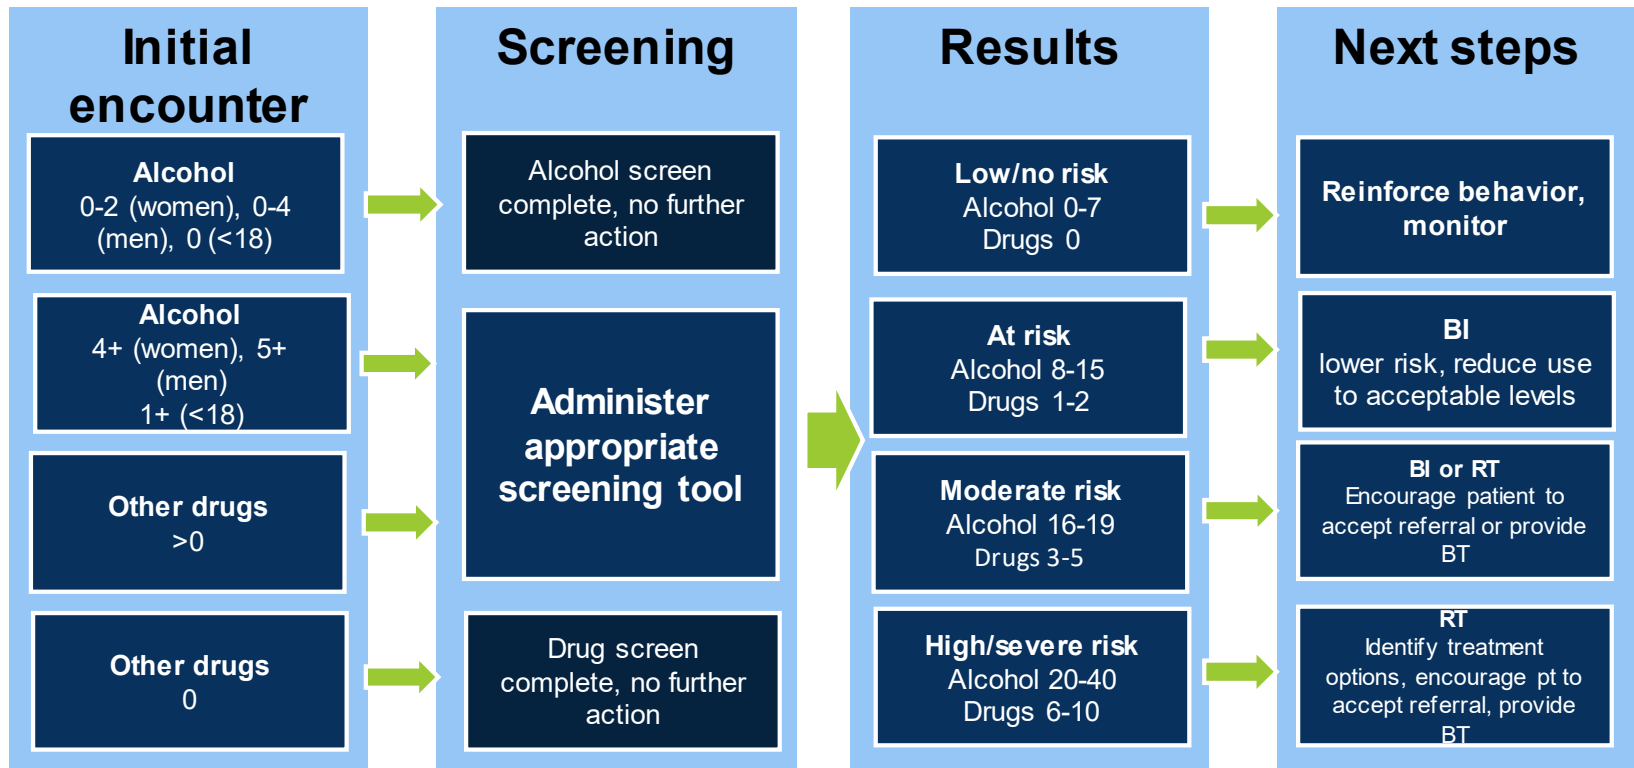 Initial
encounter
Alcohol
0-2 (women), 0-4
(men), 0 (<18)
Alcohol
4+ (women), 5+
(men)
1+ (<18)
Other drugs
>0
Other drugs
0
Screening
Alcohol screen
complete, no further
action
Administer
appropriate
screening tool
Drug screen
complete, no further
action
Results
Low/no risk
Alcohol 0-7
Drugs 0
At risk
Alcohol 8-15
Drugs 1-2
Moderate risk
Alcohol 16-19
Drugs 3-5
High/severe risk
Alcohol 20-40
Drugs 6-10
Next steps
Reinforce behavior,
monitor
BI
lower risk, reduce use
to acceptable levels
BI or RT
Encourage patient to
accept referral or provide
BT
RT
Identify treatment
options, encourage pt to
accept referral, provide
BT